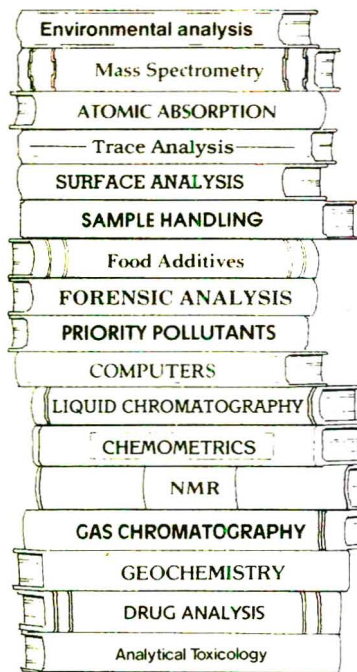 Environmental analysis
Mass Spectrometry
ATOMIC ABSORPTION
Trace Analysis
SURFACE ANALYSIS
SAMPLE HANDLING
Food Additives
FORENSIC ANALYSIS
PRIORITY POLLUTANTS
COMPUTERS
LIQUID CHROMATOGRAPHY
CHEMOMETRICS
NMR
GAS CHROMATOGRAPHY
GEOCHEMISTRY
DRUG ANALYSIS
Analytical Toxicology